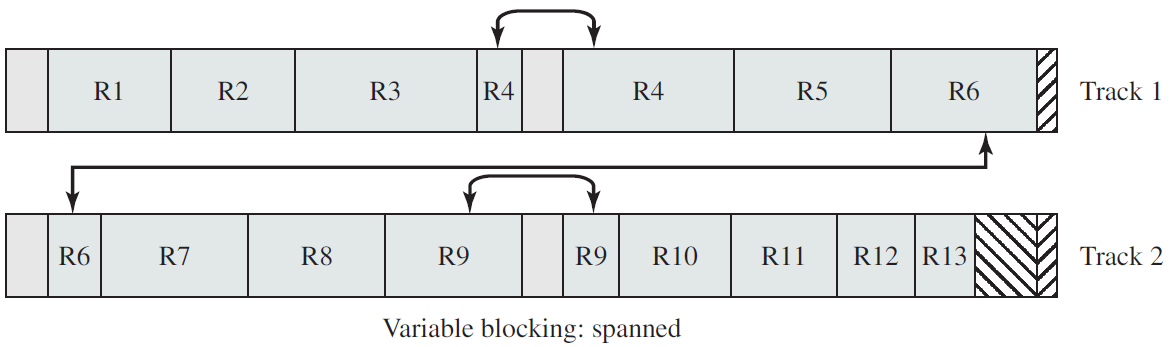 R1 R2 R3 R4 R4 R5 R6 Track 1
R6 R7 R8 R9 R9 R10 R11 R12 R13 Track 2
Variable blocking: spanned